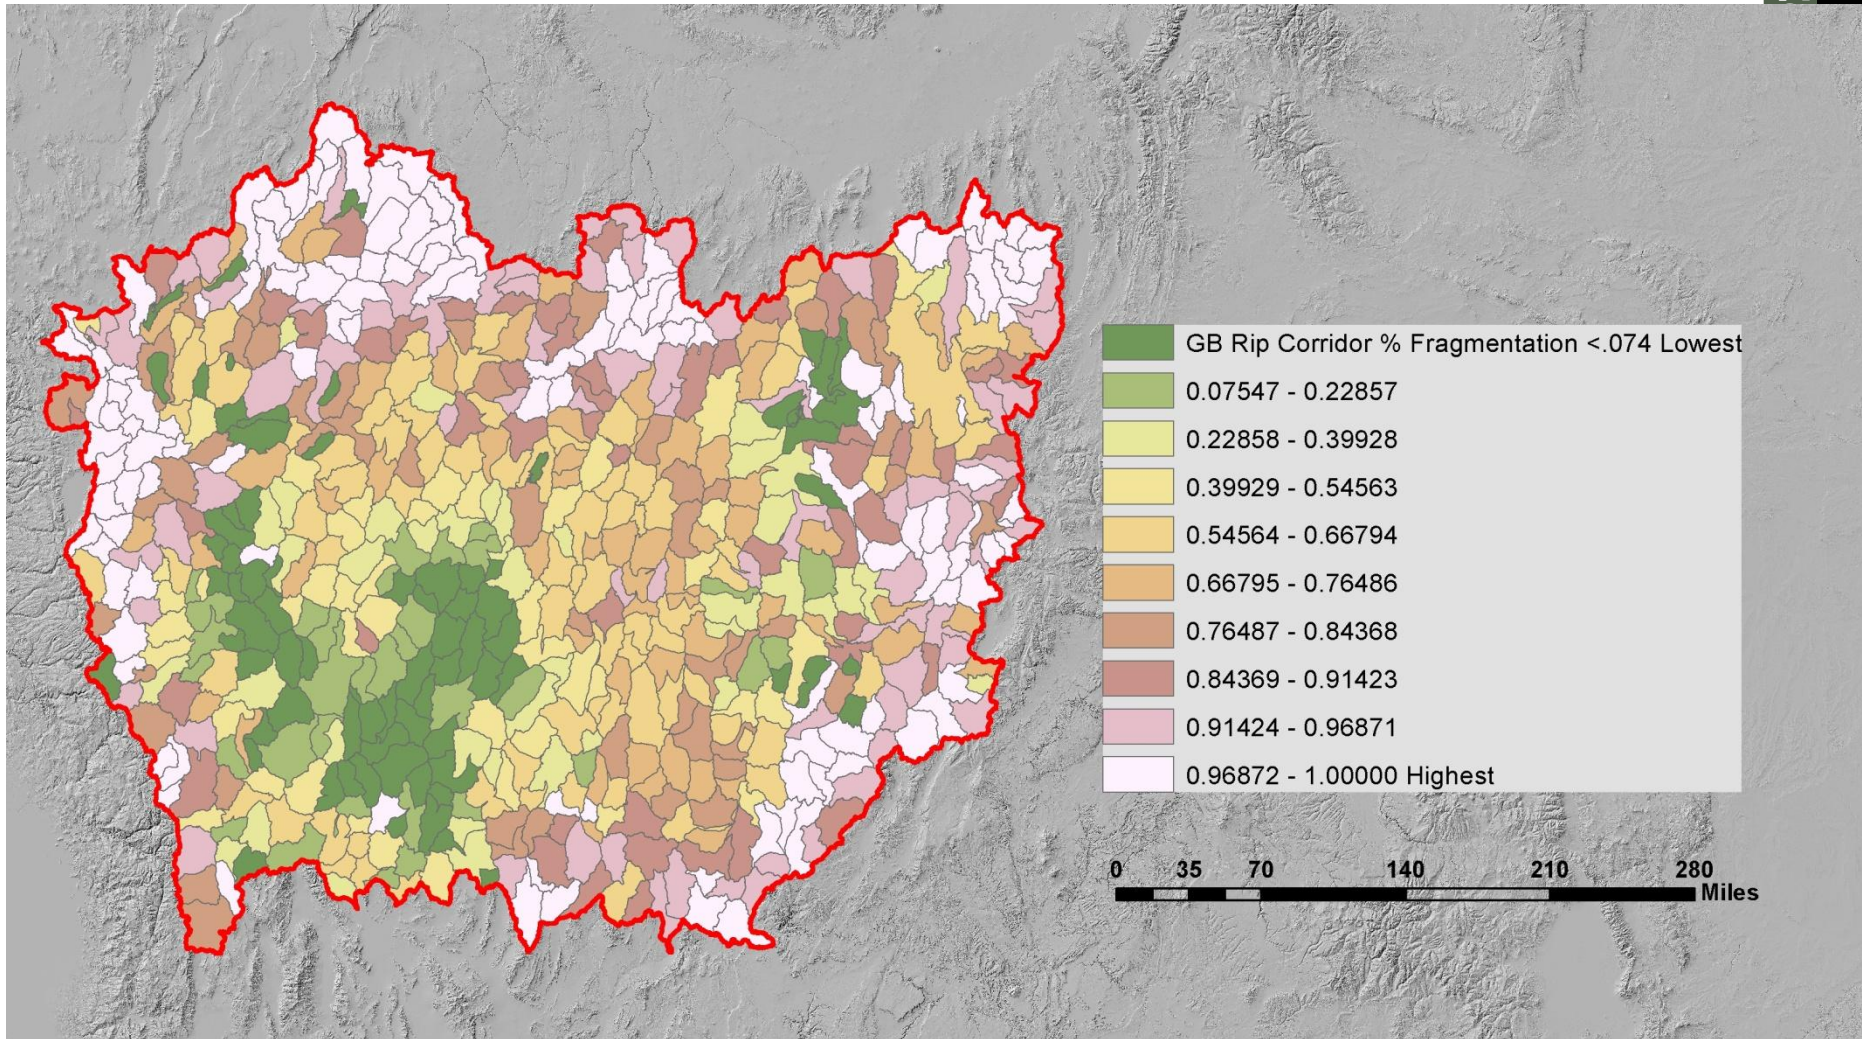 GB Rip Corridor % Fragmentation <.074 Lowest
0.07547 - 0.22857
0.22858 - 0.39928
0.39929 - 0.54563
0.54564 - 0.66794
0.66795 - 0.76486
0.76487 - 0.84368
0.84369 - 0.91423
0.91424 - 0.96871
0.96872 - 1.00000 Highest
0 35 70 140 210 280
Miles